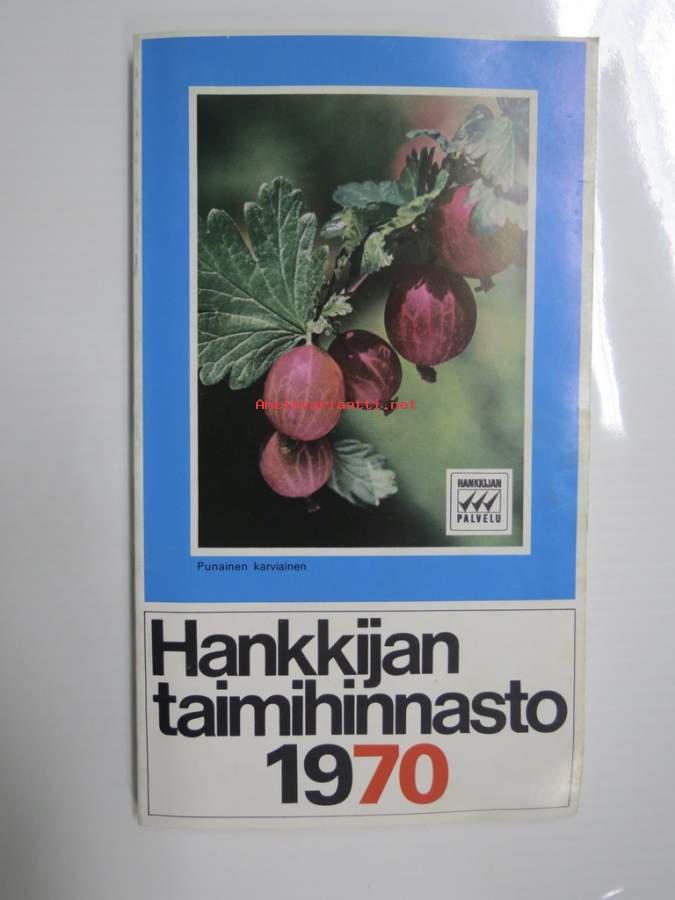 Antikvariaatti.net
HANKKIJAN
PALVELU
Punainen karviainen
Hankkijan
taimihinnasto
1970